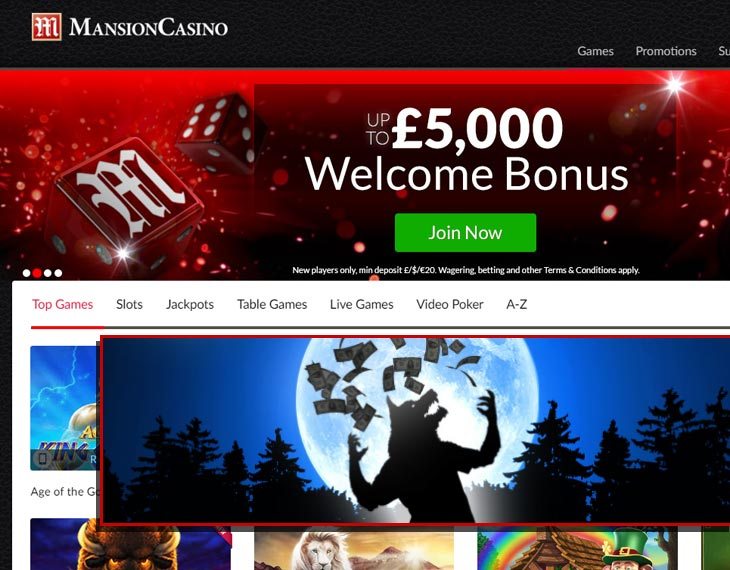 MANSIONCASINO
Games Promotions Su
UP
TO £5,000
Welcome Bonus
Join Now
New players only, min deposit £/$/€20. Wagering, betting and other Terms & Conditions apply.
Top Games Slots Jackpots Table Games Live Games Video Poker A-Z
KING
Age of the Go